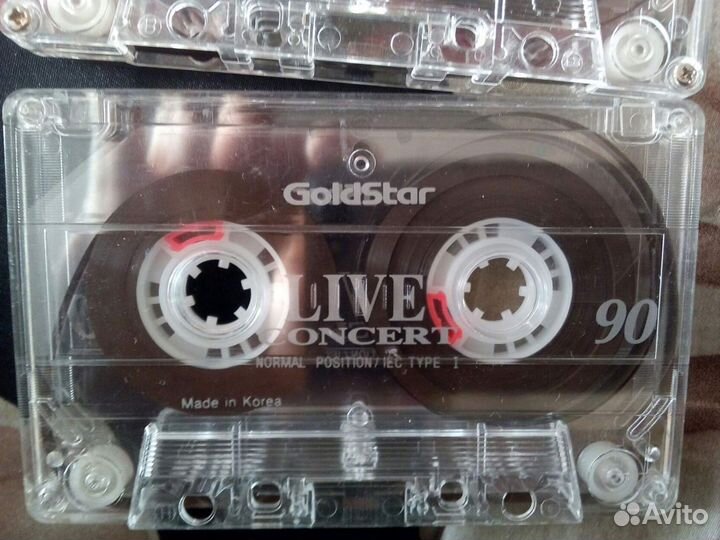 GoldStar
LIVE
CONCERT
90
NORMAL POSITION/IEC TYPE I
Made in Korea
Avito